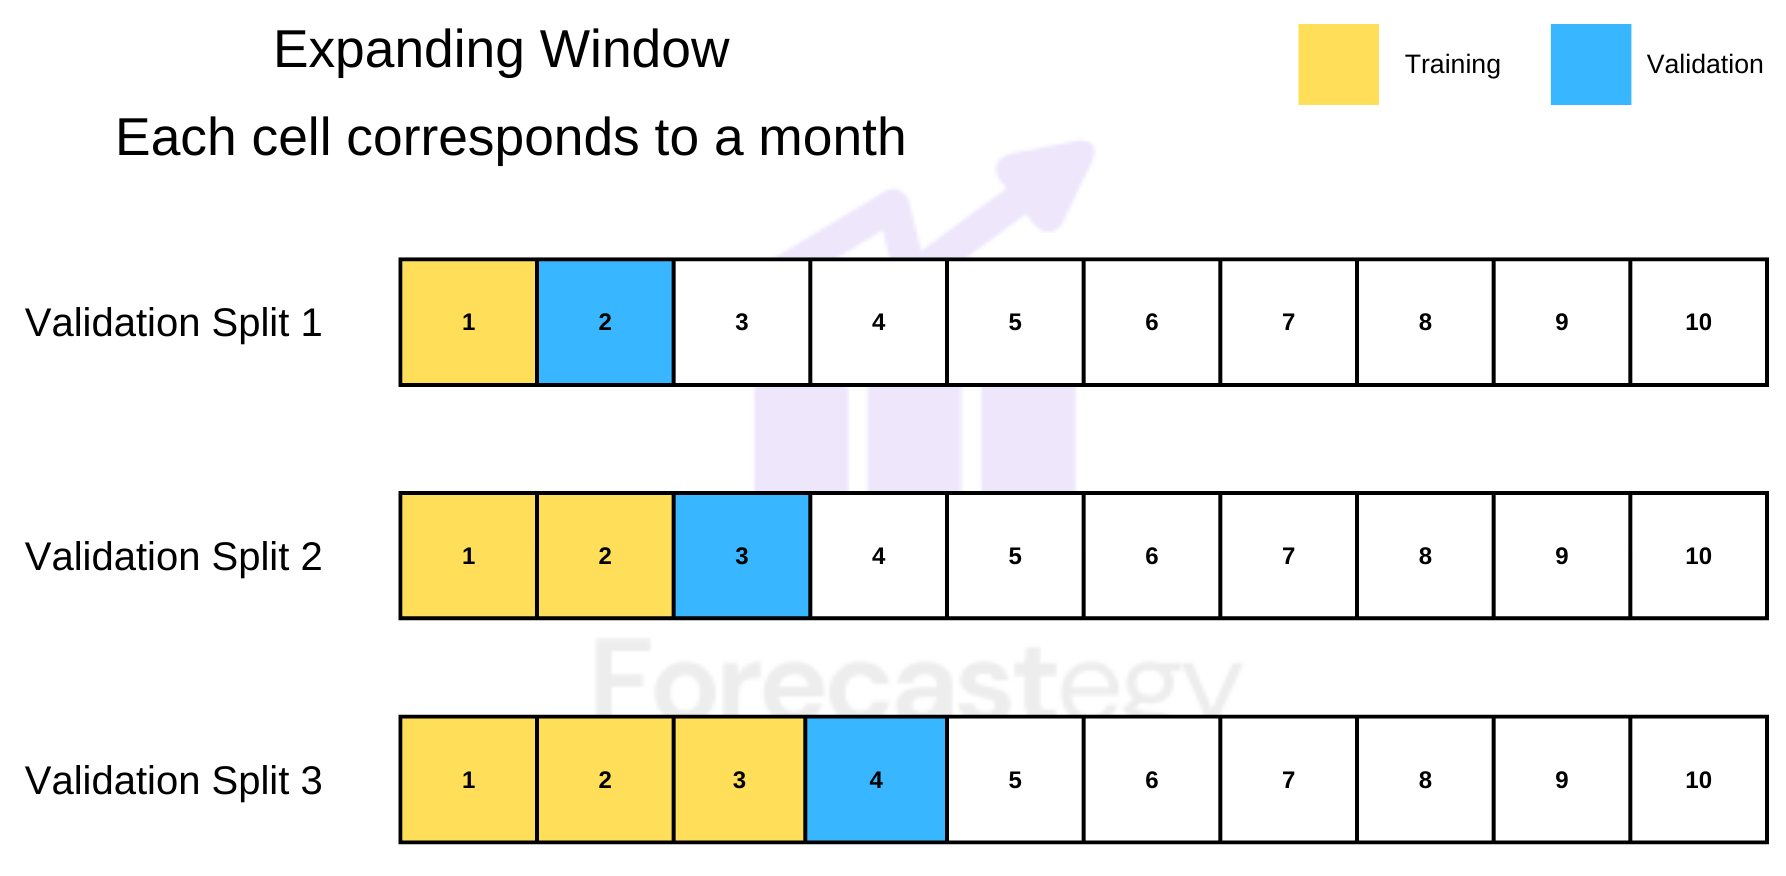 Expanding Window
Training
Validation
Each cell corresponds to a month
Validation Split 1
1 2 3 4 5 6 7 8 9 10
Validation Split 2
1 2 3 4 5 6 7 8 9 10
Forecastegy
Validation Split 3
1 2 3 4 5 6 7 8 9 10